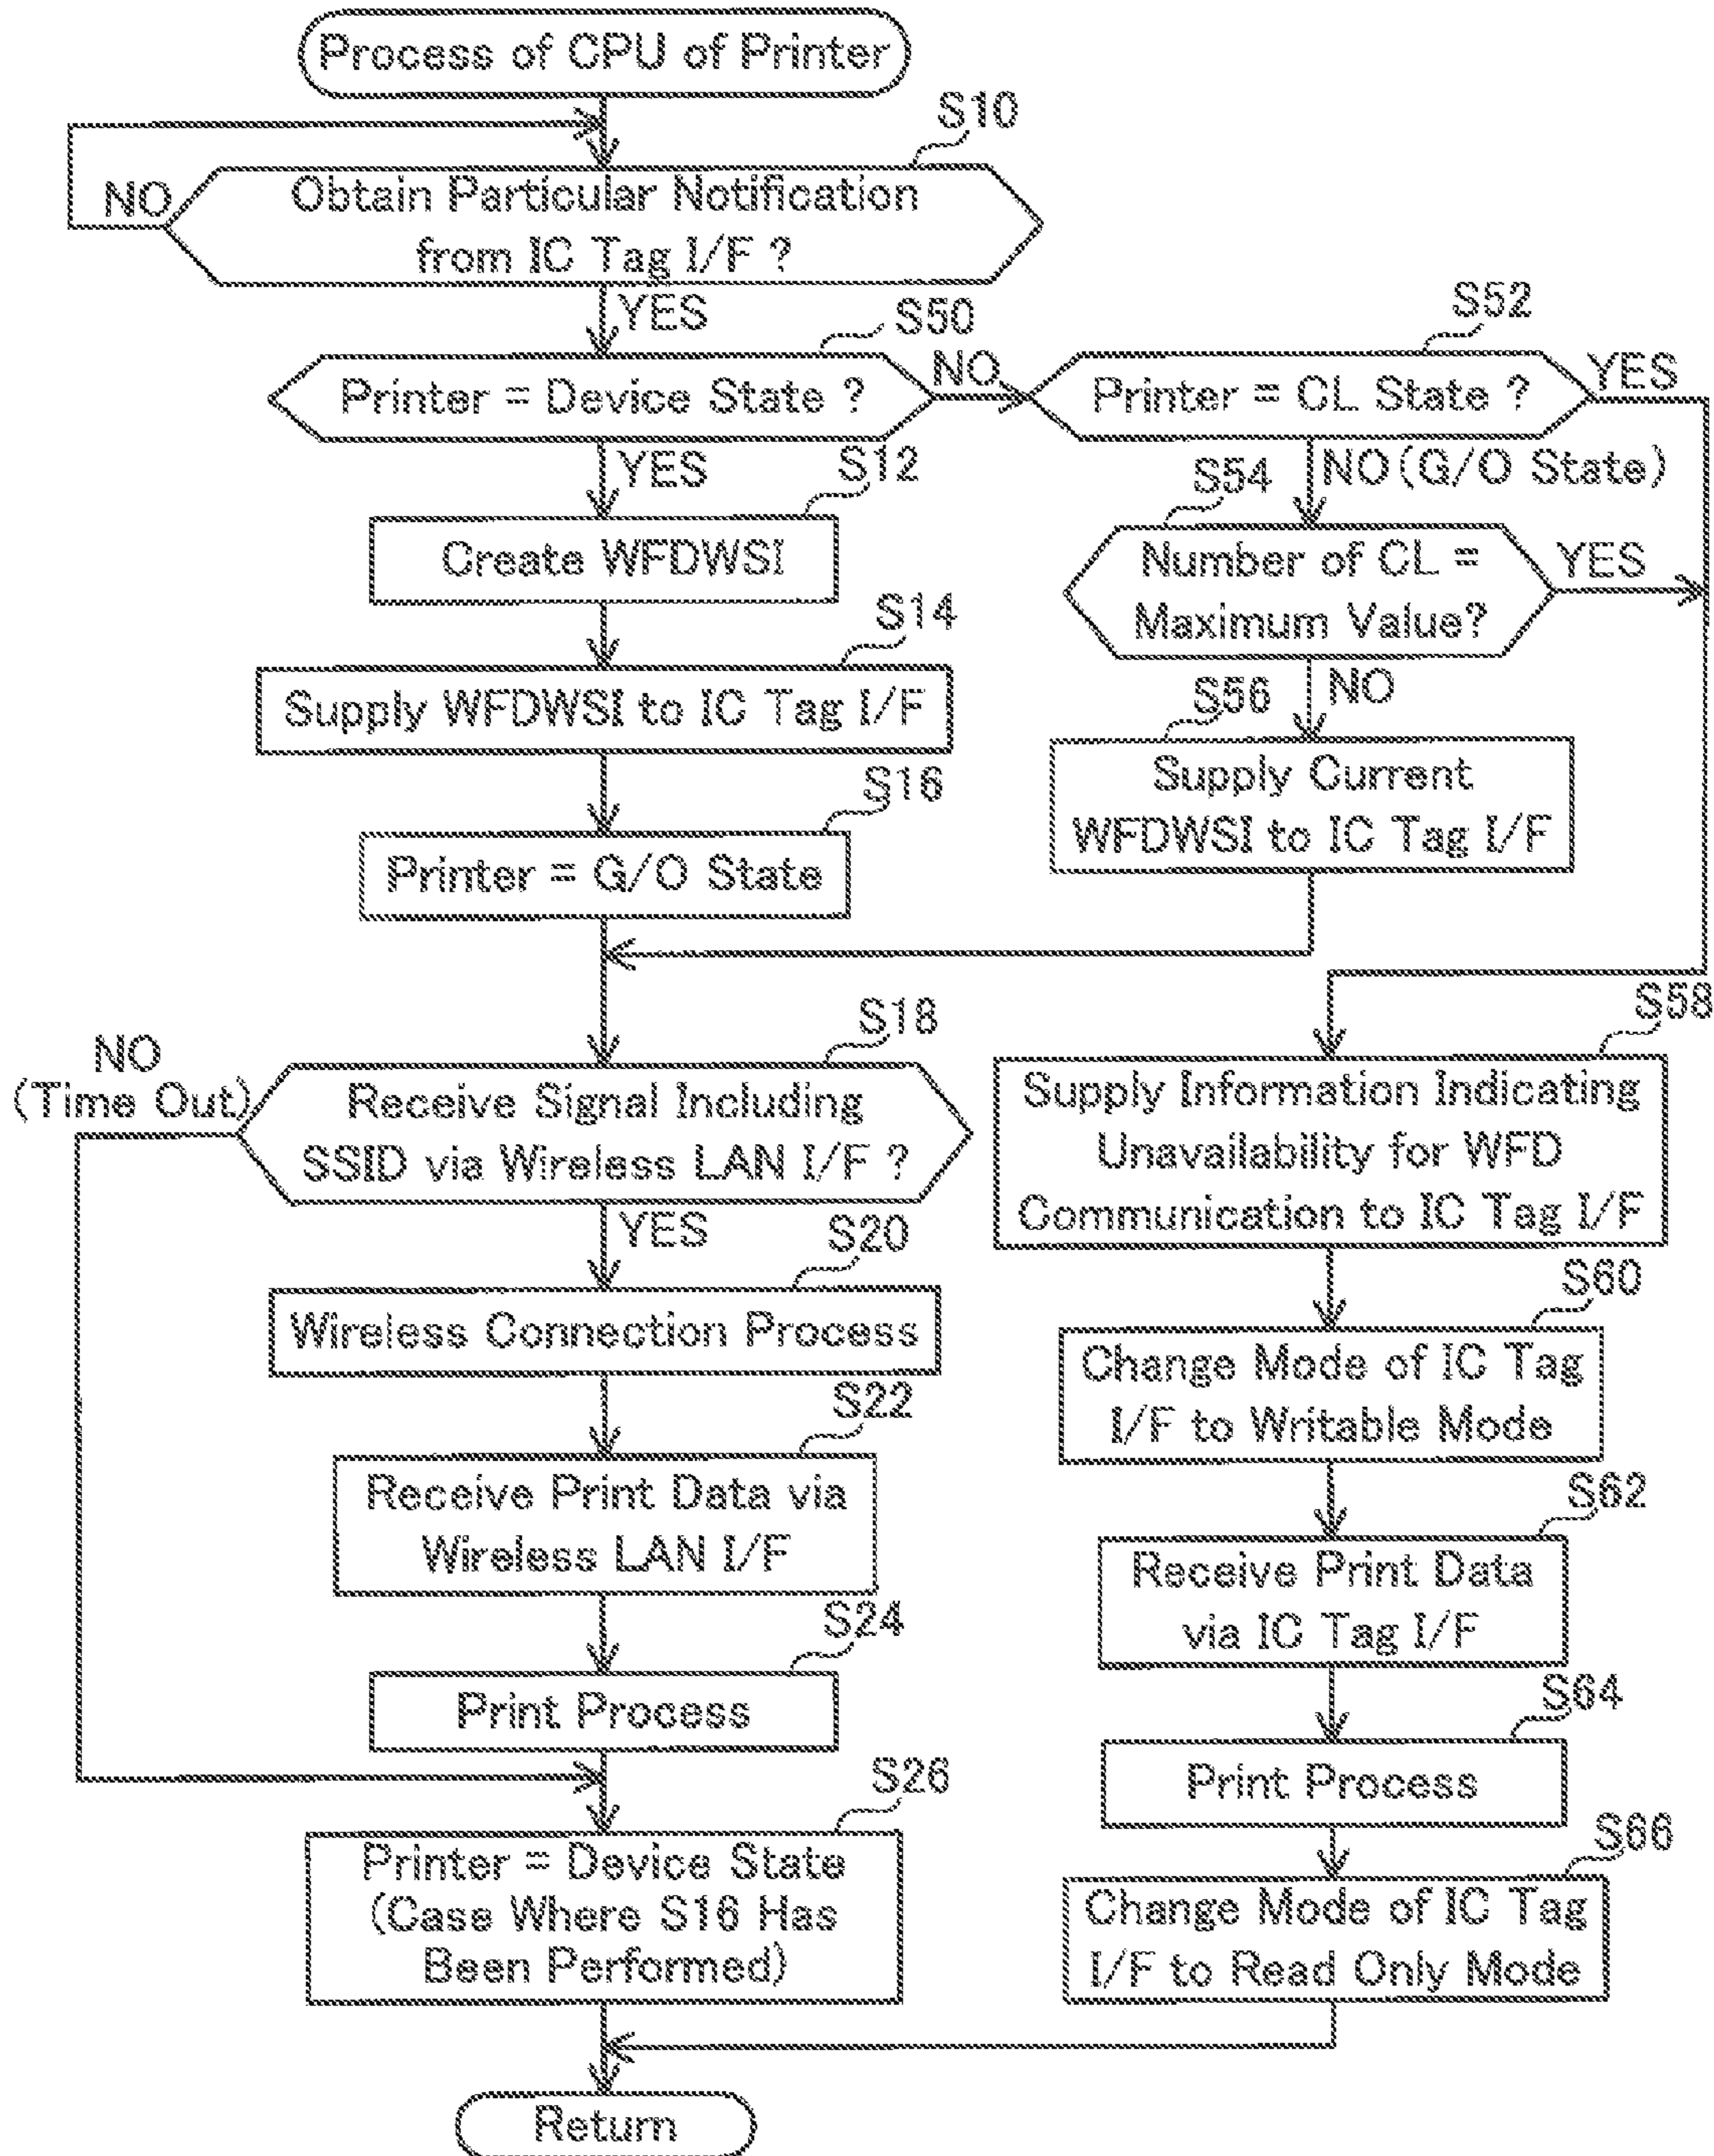 Process of CPU of Printer
S10
NO
Obtain Particular Notification
from IC Tag I/F ?
YES
S50
Printer = Device State ?
NO
S52
Printer = CL State ?
YES
YES
S12
Create WFDWSI
NO(G/O State)
S54
Number of CL =
Maximum Value?
YES
S14
Supply WFDWSI to IC Tag I/F
NO
S56
Supply Current
WFDWSI to IC Tag I/F
S16
Printer = G/O State
S18
NO
(Time Out)
Receive Signal Including
SSID via Wireless LAN I/F ?
S58
Supply Information Indicating
Unavailability for WFD
Communication to IC Tag I/F
YES
S20
Wireless Connection Process
S60
Change Mode of IC Tag
I/F to Writable Mode
S22
Receive Print Data via
Wireless LAN I/F
S62
Receive Print Data
via IC Tag I/F
S24
Print Process
S64
Print Process
S26
Printer = Device State
(Case Where S16 Has
Been Performed)
S66
Change Mode of IC Tag
I/F to Read Only Mode
Return